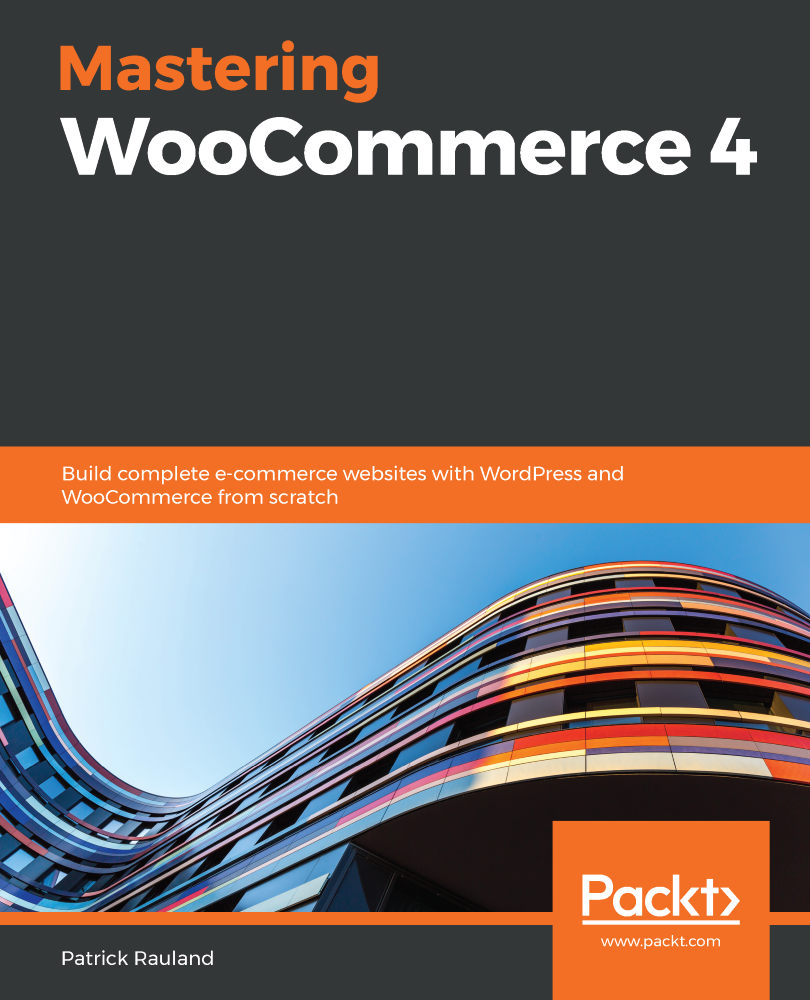 Mastering
WooCommerce 4
Build complete e-commerce websites with WordPress and
WooCommerce from scratch
Packt>
www.packt.com
Patrick Rauland